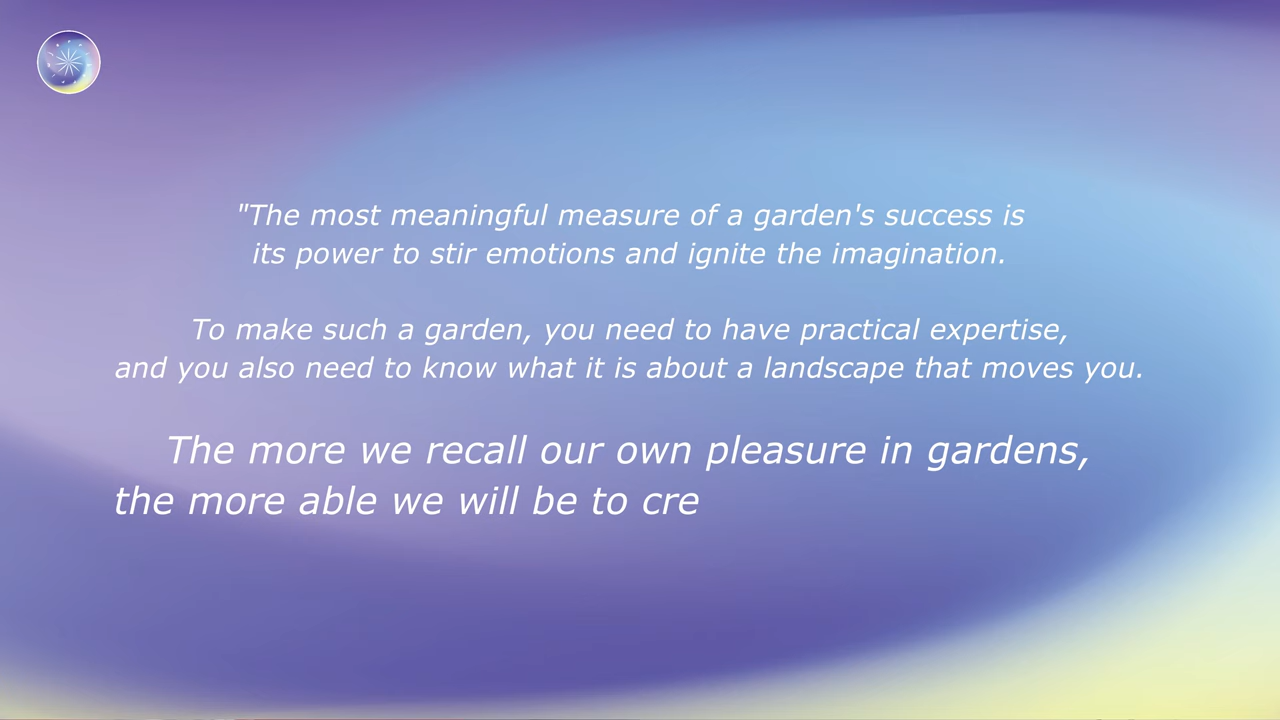 "The most meaningful measure of a garden's success is
its power to stir emotions and ignite the imagination.
To make such a garden, you need to have practical expertise,
and you also need to know what it is about a landscape that moves you.
The more we recall our own pleasure in gardens,
the more able we will be to cre